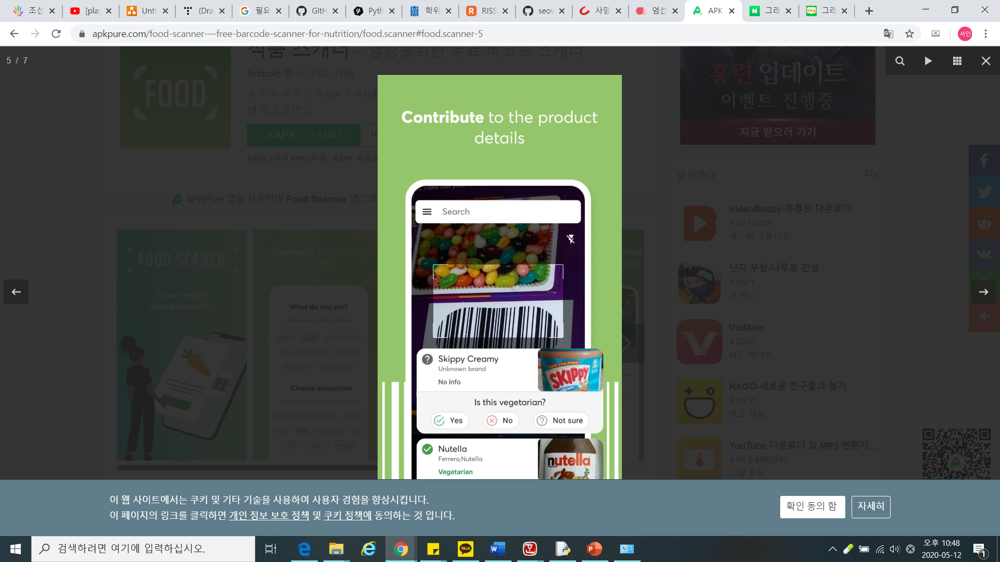 조선
[play
Unti
(Dra
필요
GitH
Pyth
학위
RISS
seow
사망
엄선
APK
그래
그래
apkpure.com/food-scanner-–-free-barcode-scanner-for-nutrition/food.scanner#food.scanner-5
서인
5 / 7
식품 스캐너 – 영양을위한 무료 바코드 스캐너
Android 용 v1.0.52_1168
| 0 리뷰 | 게시물
넷 피크 모바일
XAPK ( 11.9 MB )
XAPK (여러 APK) 파일, XAPK 파일을
APKPure 앱을 사용하여 Food Scanner 업그레
FOOD
FOOD SCANER
Learn more
about products
Customize your eating
habits
What do you eat?
Choose exceptions
Allergens, food additives and more
Contribute to the product
details
Search
Skippy Creamy
Unknown brand
No info
SKIPPY
CREAMY
Is this vegetarian?
Yes
No
Not sure
Nutella
Ferrero,Nutella
Vegetarian
nutella
홍련 업데이트
이벤트 진행중
지금 받으러 가기
발견하다
더»
VideoBuddy-유튜브 다운로더
1.32.13252
재스퍼 스튜디오
닌자 부활-나루토 전설
1.0.0.1
펀 팩스
VidMate
4.3320
비드 메이트
HAGO-새로운 친구들과 놀기
3.19.11
하고 게임
YouTube 다운로더 및 MP3 변환기...
4.86.0.4862610
스냅 튜브
이 웹 사이트에서는 쿠키 및 기타 기술을 사용하여 사용자 경험을 향상시킵니다.
이 페이지의 링크를 클릭하면 개인 정보 보호 정책 및 쿠키 정책에 동의하는 것 입니다.
확인 동의 함
자세히
검색하려면 여기에 입력하십시오.
TALK
오후 10:48
2020-05-12
1